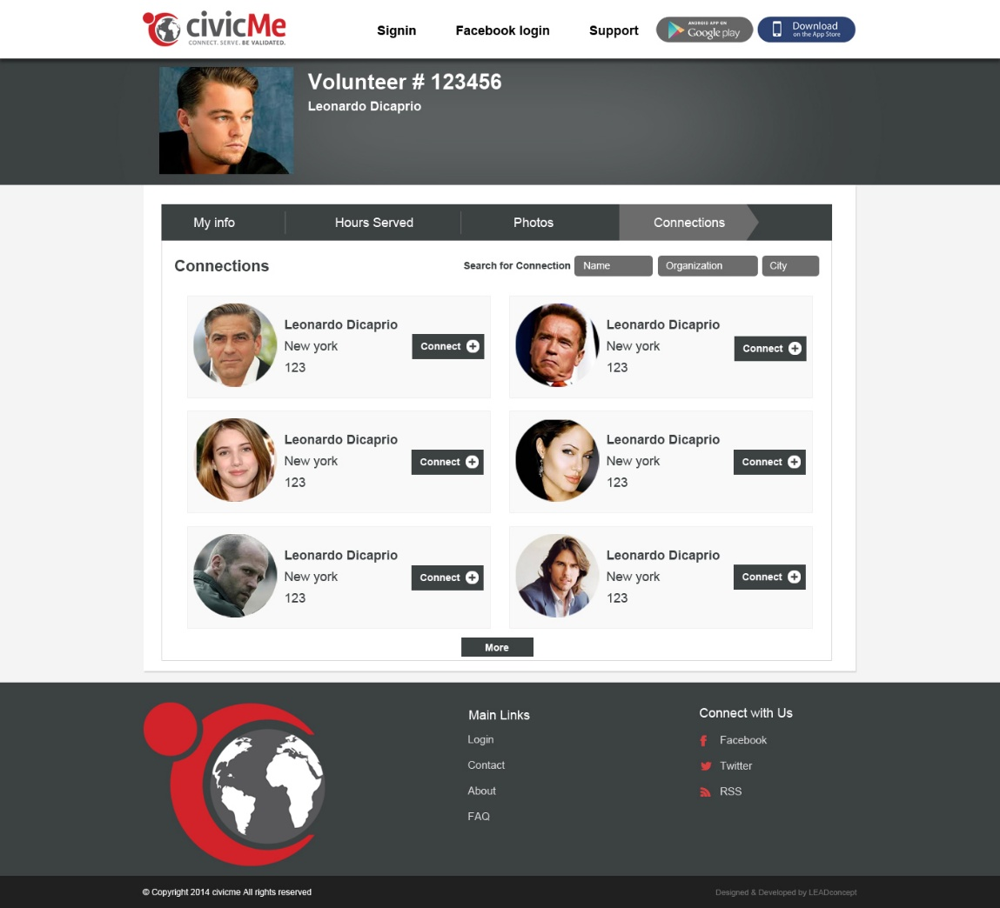 civicMe
CONNECT. SERVE. BE VALIDATED.
Signin
Facebook login
Support
ANDROID APP ON
Google play
Download
on the App Store
Volunteer # 123456
Leonardo Dicaprio
My info
Hours Served
Photos
Connections
Connections
Search for Connection
Name
Organization
City
Leonardo Dicaprio
New york
123
Connect
Leonardo Dicaprio
New york
123
Connect
Leonardo Dicaprio
New york
123
Connect
Leonardo Dicaprio
New york
123
Connect
Leonardo Dicaprio
New york
123
Connect
Leonardo Dicaprio
New york
123
Connect
More
Main Links
Login
Contact
About
FAQ
Connect with Us
Facebook
Twitter
RSS
© Copyright 2014 civicme All rights reserved
Designed & Developed by LEADconcept